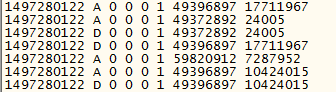 1497280122 A 0 0 0 1 49396897 17711967
1497280122 A 0 0 0 1 49372892 24005
1497280122 D 0 0 0 1 49372892 24005
1497280122 D 0 0 0 1 49396897 17711967
1497280122 A 0 0 0 1 59820912 7287952
1497280122 A 0 0 0 1 49396897 10424015
1497280122 D 0 0 0 1 49396897 10424015